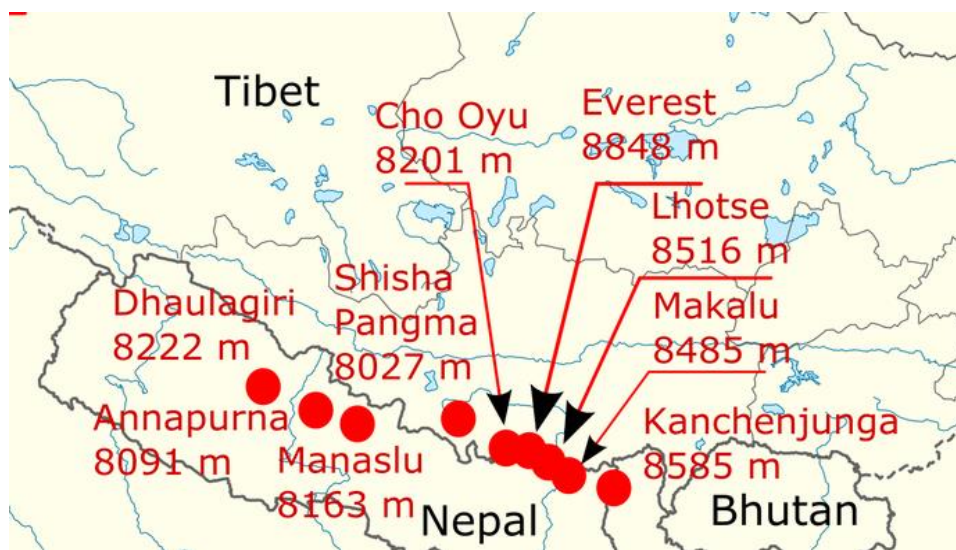 Tibet
Cho Oyu
8201 m
Everest
8848 m
Lhotse
8516 m
Shisha
Pangma
8027 m
Makalu
8485 m
Dhaulagiri
8222 m
Annapurna
8091 m
Manaslu
8163 m
Kanchenjunga
8585 m
Nepal
Bhutan